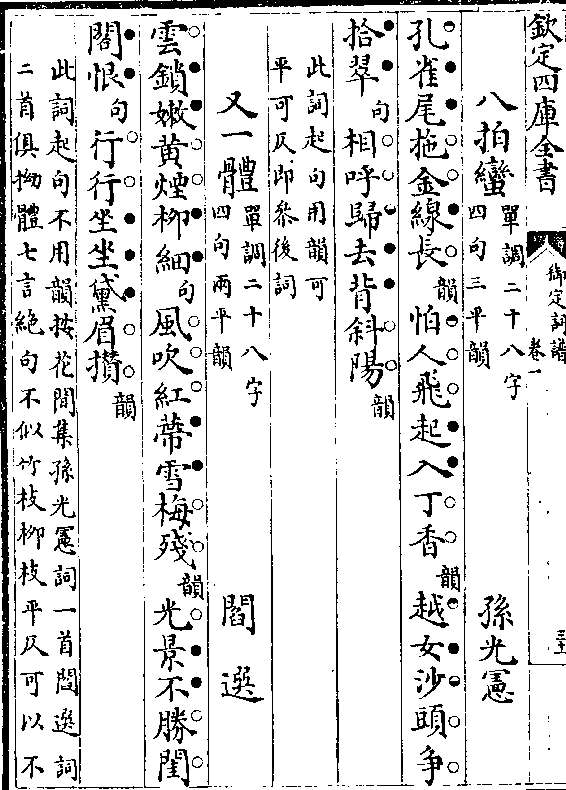 欽定四庫全書
御定詞譜
卷一
八拍蠻
單調二十八字
四句三平韻
孫光憲
孔雀尾拖金線長韻怕人飛起入丁香韻越女沙頭争
拾翠句相呼歸去背斜陽韻
此詞起句用韻可
平可仄即叅後詞
又一體
單調二十八字
四句兩平韻
閻選
雲鎖嫩黄煙柳細句風吹紅蔕雪梅殘韻光景不勝閨
閤恨句行行坐坐黛眉攢韻
此詞起句不用韻按花間集孫光憲詞一首閻選詞
二首俱拗體七言絶句不似竹枝柳枝平仄可以不